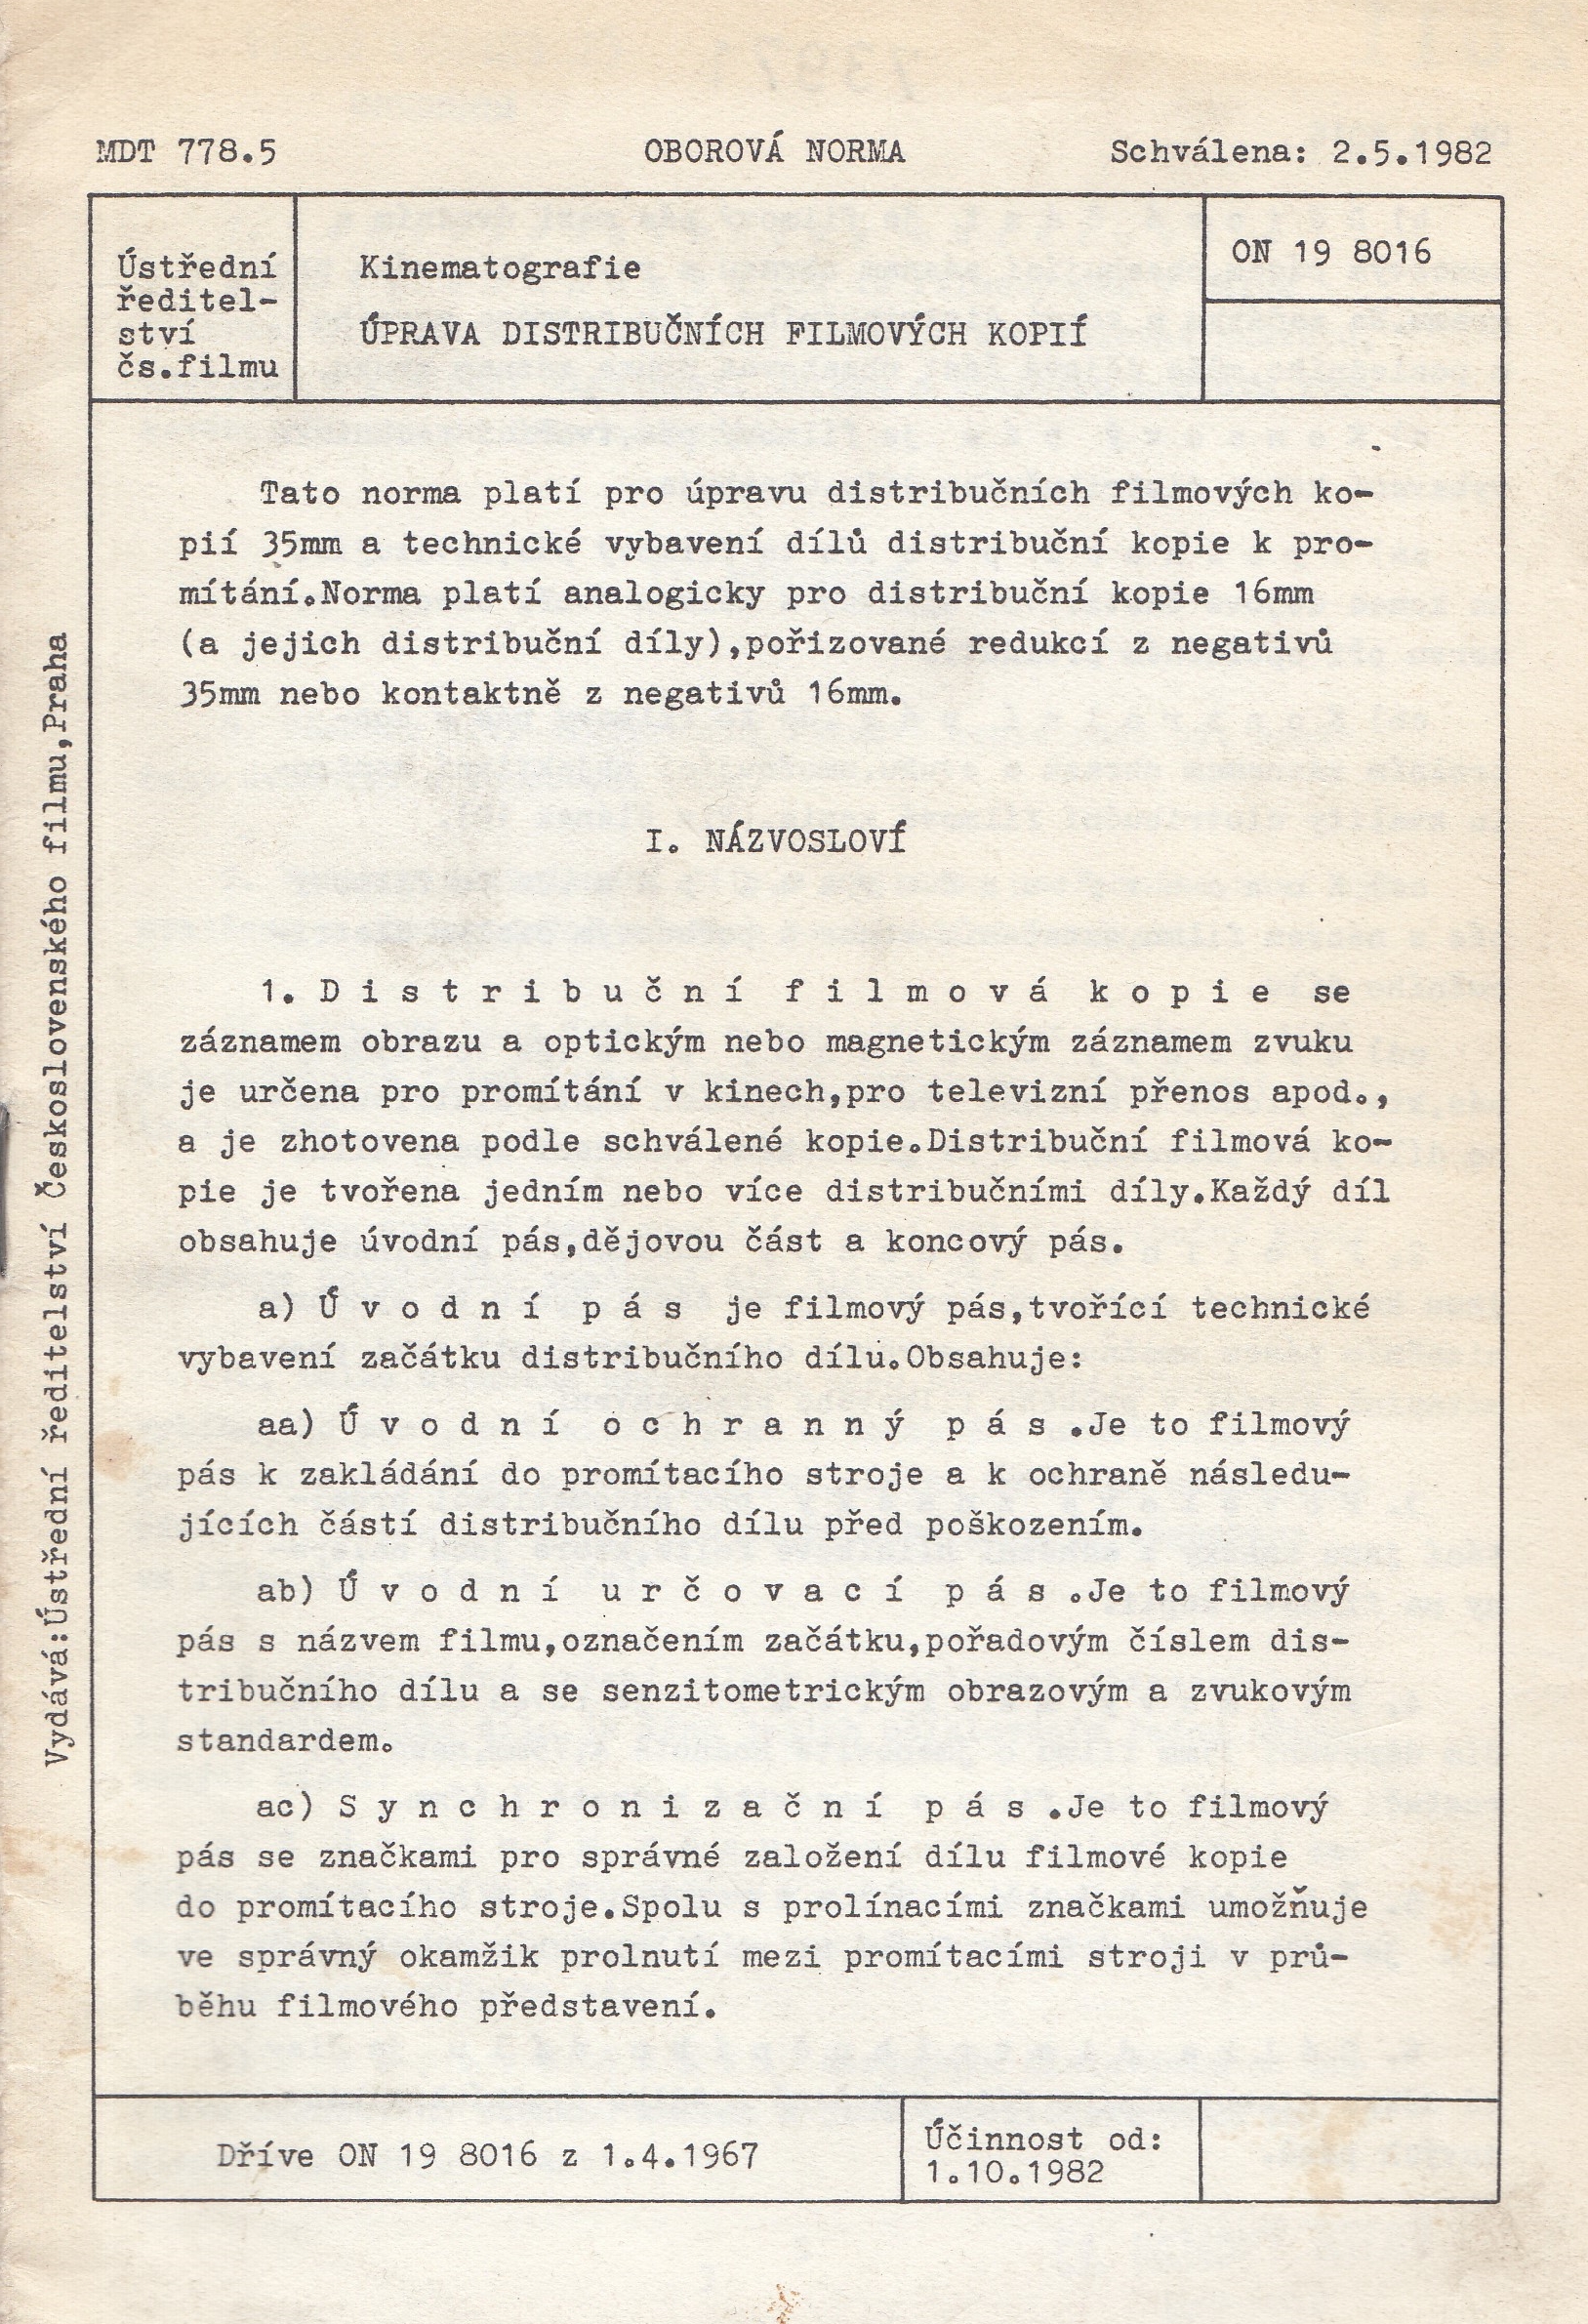 MDT 778.5 OBOROVÁ NORMA Schválena: 2.5.1982
Ústřední
ředitel-
ství
čs.filmu
Kinematografie
ÚPRAVA DISTRIBUČNÍCH FILMOVÝCH KOPIÍ
ON 19 8016
Tato norma platí pro úpravu distribučních filmových ko-
pií 35mm a technické vybavení dílů distribuční kopie k pro-
mítání.Norma platí analogicky pro distribuční kopie 16mm
(a jejich distribuční díly),pořizované redukcí z negativů
35mm nebo kontaktně z negativů 16mm.
I. NÁZVOSLOVÍ
1. D i s t r i b u č n í  f i l m o v á  k o p i e  se
záznamem obrazu a optickým nebo magnetickým záznamem zvuku
je určena pro promítání v kinech,pro televizní přenos apod.,
a je zhotovena podle schválené kopie.Distribuční filmová ko-
pie je tvořena jedním nebo více distribučními díly.Každý díl
obsahuje úvodní pás,dějovou část a koncový pás.
a) Ú v o d n í  p á s  je filmový pás,tvořící technické
vybavení začátku distribučního dílu.Obsahuje:
aa) Ú v o d n í  o c h r a n n ý  p á s .Je to filmový
pás k zakládání do promítacího stroje a k ochraně následu-
jících částí distribučního dílu před poškozením.
ab) Ú v o d n í  u r č o v a c í  p á s .Je to filmový
pás s názvem filmu,označením začátku,pořadovým číslem dis-
tribučního dílu a se senzitometrickým obrazovým a zvukovým
standardem.
ac) S y n c h r o n i z a č n í  p á s .Je to filmový
pás se značkami pro správné založení dílu filmové kopie
do promítacího stroje.Spolu s prolínacími značkami umožňuje
ve správný okamžik prolnutí mezi promítacími stroji v prů-
běhu filmového představení.
Dříve ON 19 8016 z 1.4.1967
Účinnost od:
1.10.1982
Vydává:Ústřední ředitelství Československého filmu,Praha